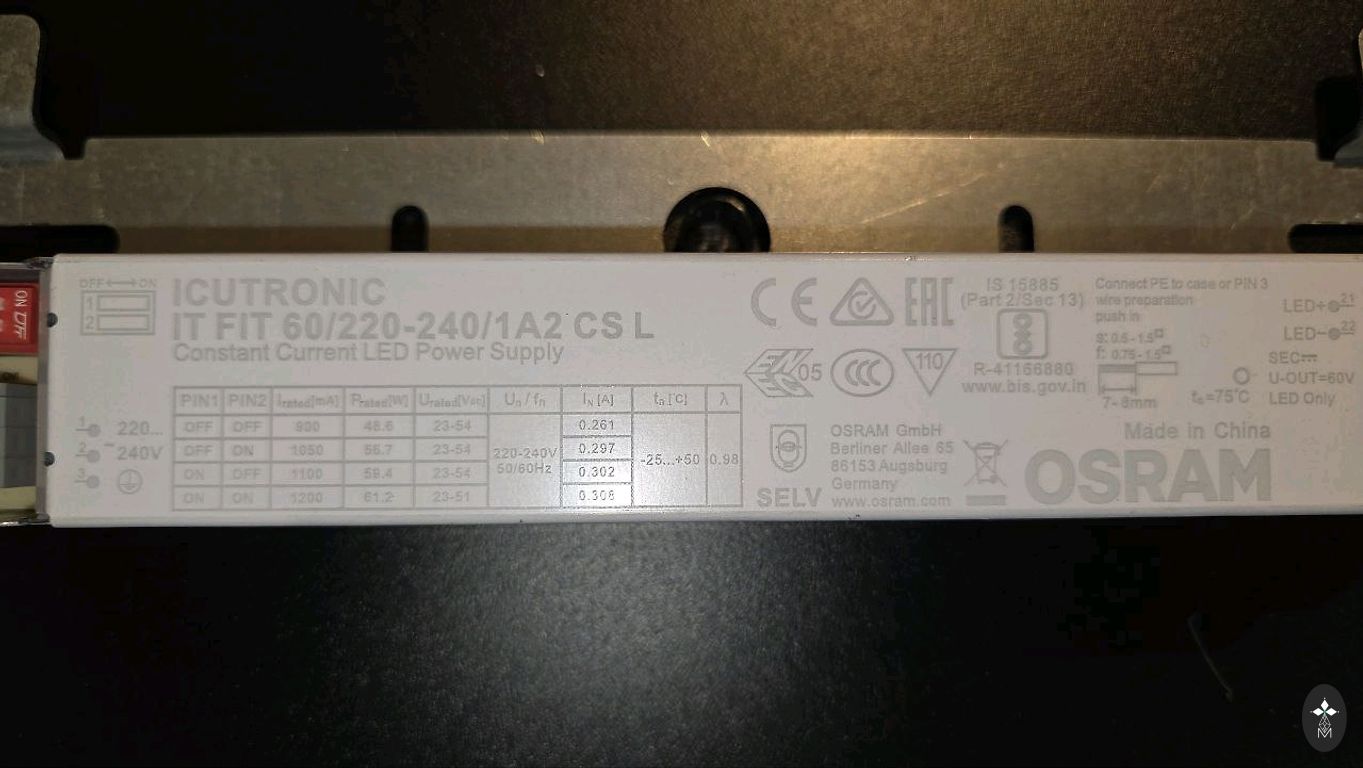 ON OFF
OFF ON
1
2
ICUTRONIC
IT FIT 60/220-240/1A2 CS L
Constant Current LED Power Supply
PIN1 PIN2 Irated[mA] Prated[W] Urated[VDC] Un / fn IN [A] ta [°C] λ
OFF OFF 900 48.6 23-54 0.261
OFF ON 1050 56.7 23-54 0.297
ON OFF 1100 59.4 23-54 0.302
ON ON 1200 61.2 23-51 0.308
220-240V
50/60Hz
-25...+50
0.98
1
2
3
220...
~ 240V
CE EAC
05 CCC 110
SELV
IS 15885
(Part 2/Sec 13)
R-41166880
www.bis.gov.in
OSRAM GmbH
Berliner Allee 65
86153 Augsburg
Germany
www.osram.com
Connect PE to case or PIN 3
wire preparation
push in
s: 0.5 - 1.5
f: 0.75 - 1.5
7-8mm
tc=75°C
LED+ 21
LED− 22
SEC
U-OUT=60V
LED Only
Made in China
OSRAM
M